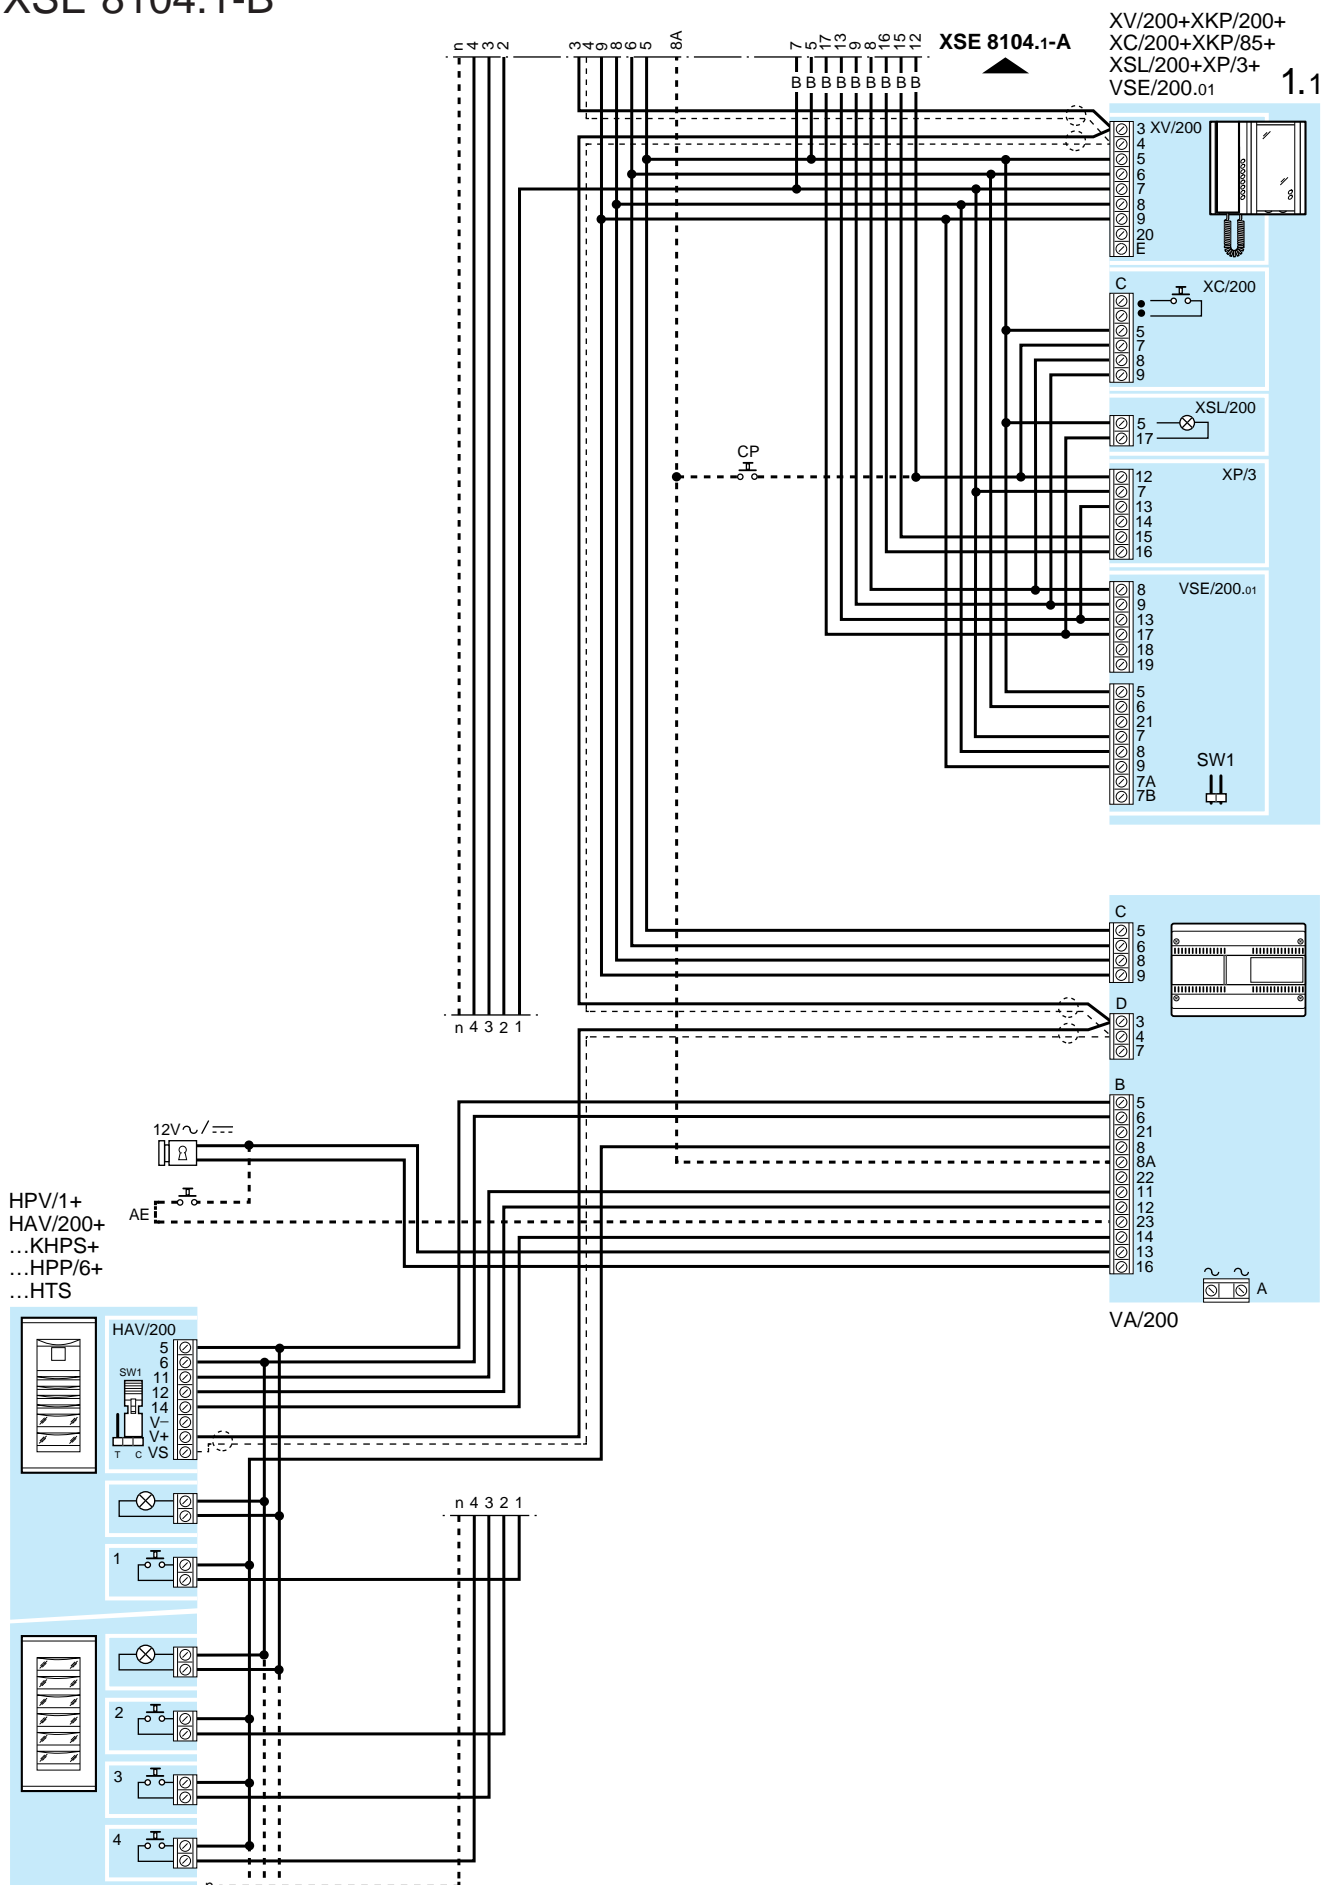 XSE 8104.1-B
n 4 3 2 3 4 9 8 6 5 8A 7 5 17 13 9 8 16 15 12
B B B B B B B B B
XSE 8104.1-A
XV/200+XKP/200+
XC/200+XKP/85+
XSL/200+XP/3+
VSE/200.01
1.1
3 XV/200
4
5
6
7
8
9
20
E
C
XC/200
5
7
8
9
XSL/200
5
17
CP
12 XP/3
7
13
14
15
16
8 VSE/200.01
9
13
17
18
19
5
6
21
7
8
9
7A
7B
SW1
C
5
6
8
9
D
3
4
7
n 4 3 2 1
B
5
6
21
8
8A
22
11
12
23
14
13
16
A
VA/200
12V
AE
HPV/1+
HAV/200+
...KHPS+
...HPP/6+
...HTS
HAV/200
5
6
11
12
14
V–
V+
VS
SW1
T C
n 4 3 2 1
1
2
3
4
n